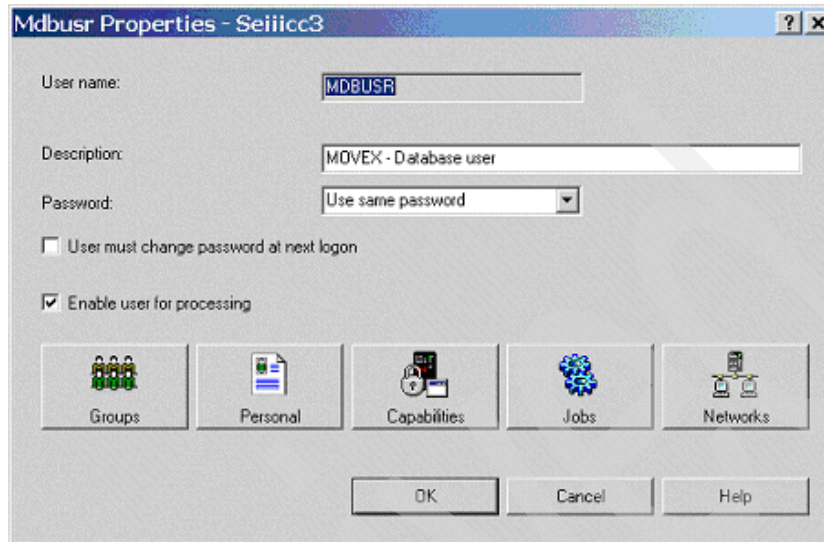 Mdbusr Properties - Seiiicc3
User name:
MDBUSR
Description:
MOVEX - Database user
Password:
Use same password
User must change password at next logon
Enable user for processing
Groups
Personal
Capabilities
Jobs
Networks
OK
Cancel
Help